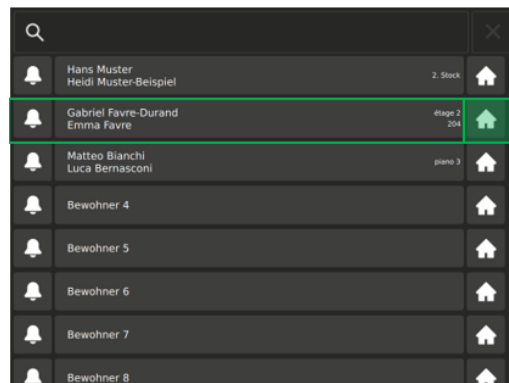 Hans Muster
Heidi Muster-Beispiel
2. Stock
Gabriel Favre-Durand
Emma Favre
étage 2
204
Matteo Bianchi
Luca Bernasconi
piano 3
Bewohner 4
Bewohner 5
Bewohner 6
Bewohner 7
Bewohner 8